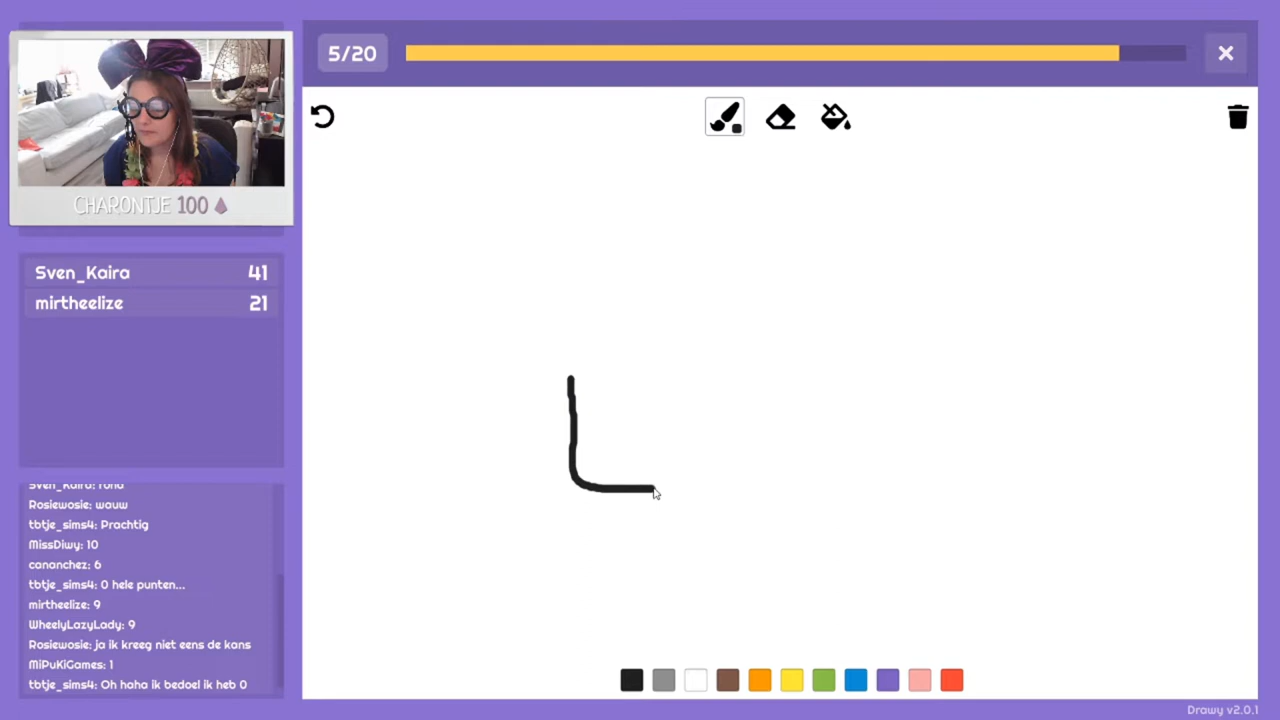 5/20
CHARONTJE 100
Sven_Kaira 41
mirtheelize 21
Sven_Kaira: rond
Rosiewosie: wauw
tbtje_sims4: Prachtig
MissDiwy: 10
cananchez: 6
tbtje_sims4: 0 hele punten...
mirtheelize: 9
WheelyLazyLady: 9
Rosiewosie: ja ik kreeg niet eens de kans
MiPuKiGames: 1
tbtje_sims4: Oh haha ik bedoel ik heb 0
Drawy v2.0.1